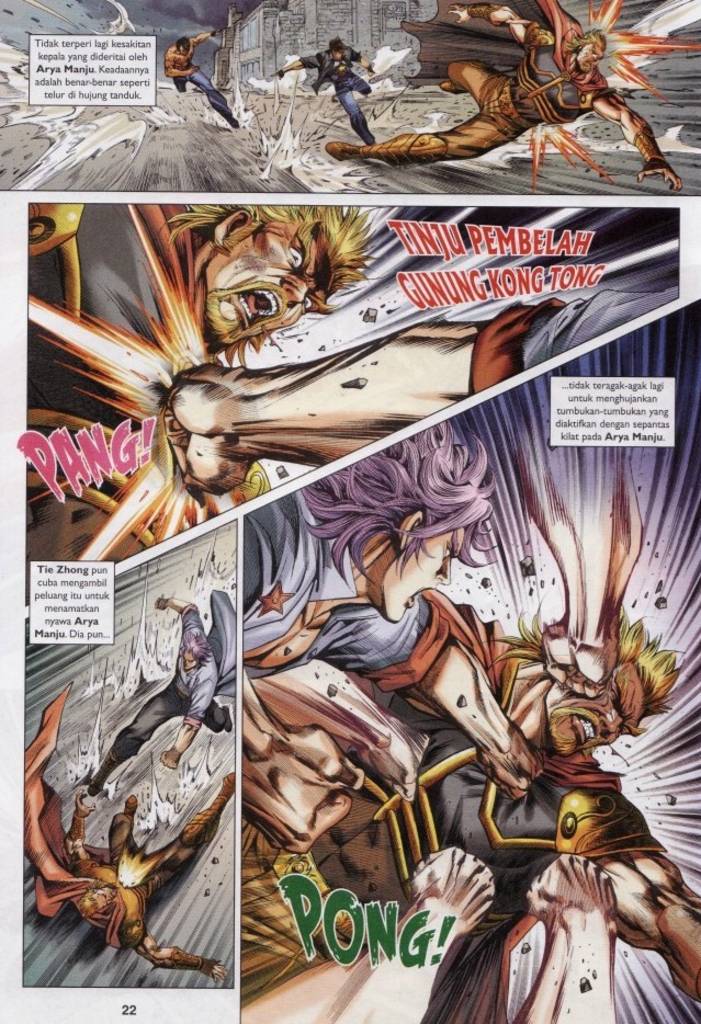 Tidak terperi lagi kesakitan
kepala yang dideritai oleh
Arya Manju. Keadaannya
adalah benar-benar seperti
telur di hujung tanduk.
TINJU PEMBELAH
GUNUNG KONG TONG
PANG!
Tie Zhong pun
cuba mengambil
peluang itu untuk
menamatkan
nyawa Arya
Manju. Dia pun...
...tidak teragak-agak lagi
untuk menghujankan
tumbukan-tumbukan yang
diaktifkan dengan sepantas
kilat pada Arya Manju.
PONG!
22